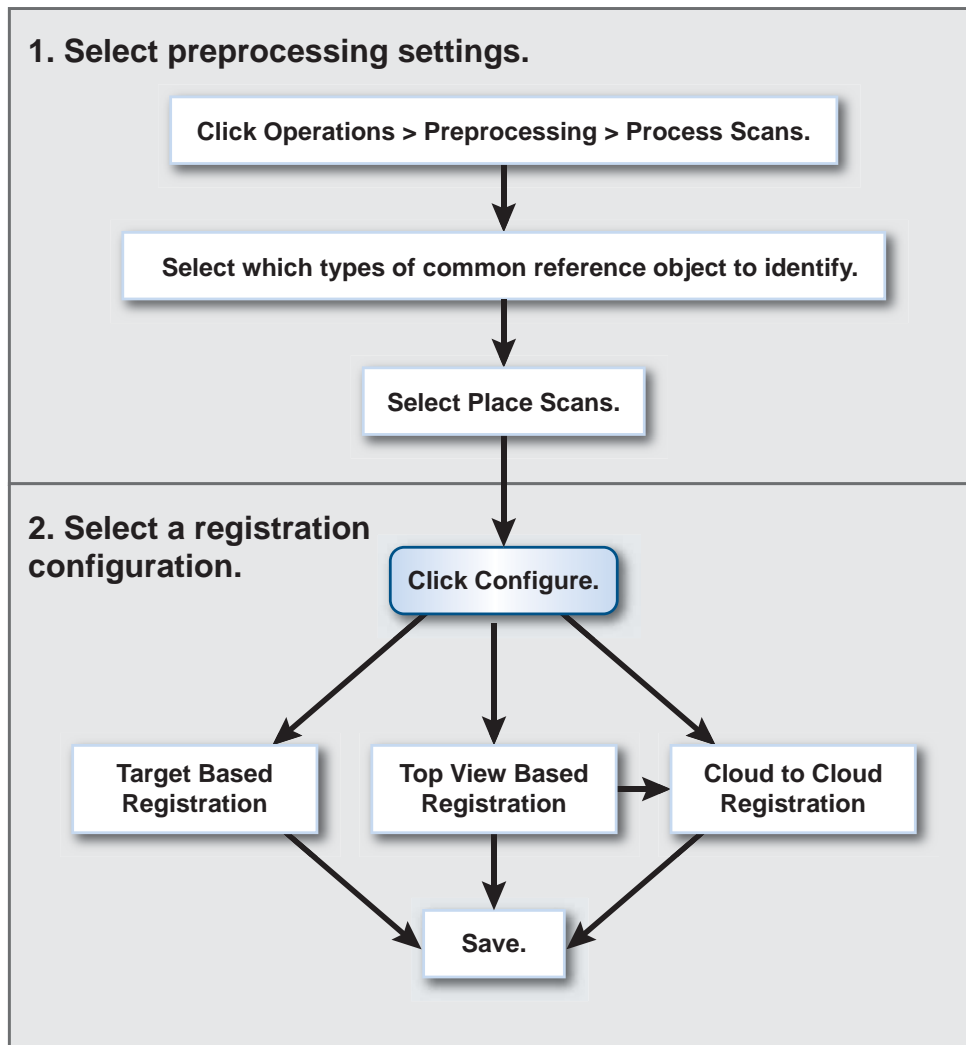 1. Select preprocessing settings.
Click Operations > Preprocessing > Process Scans.
Select which types of common reference object to identify.
Select Place Scans.
2. Select a registration
configuration.
Click Configure.
Target Based
Registration
Top View Based
Registration
Cloud to Cloud
Registration
Save.